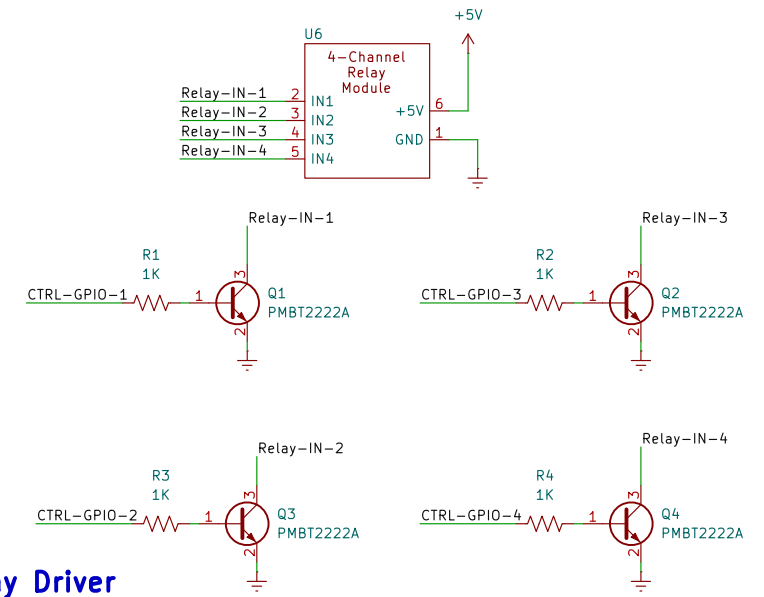 +5V
U6
4-Channel
Relay
Module
Relay-IN-1 2 IN1
Relay-IN-2 3 IN2
Relay-IN-3 4 IN3
Relay-IN-4 5 IN4
+5V 6
GND 1
Relay-IN-1
R1
1K
CTRL-GPIO-1
1
3
2
Q1
PMBT2222A
Relay-IN-3
R2
1K
CTRL-GPIO-3
1
3
2
Q2
PMBT2222A
Relay-IN-2
R3
1K
CTRL-GPIO-2
1
3
2
Q3
PMBT2222A
Relay-IN-4
R4
1K
CTRL-GPIO-4
1
3
2
Q4
PMBT2222A
y Driver